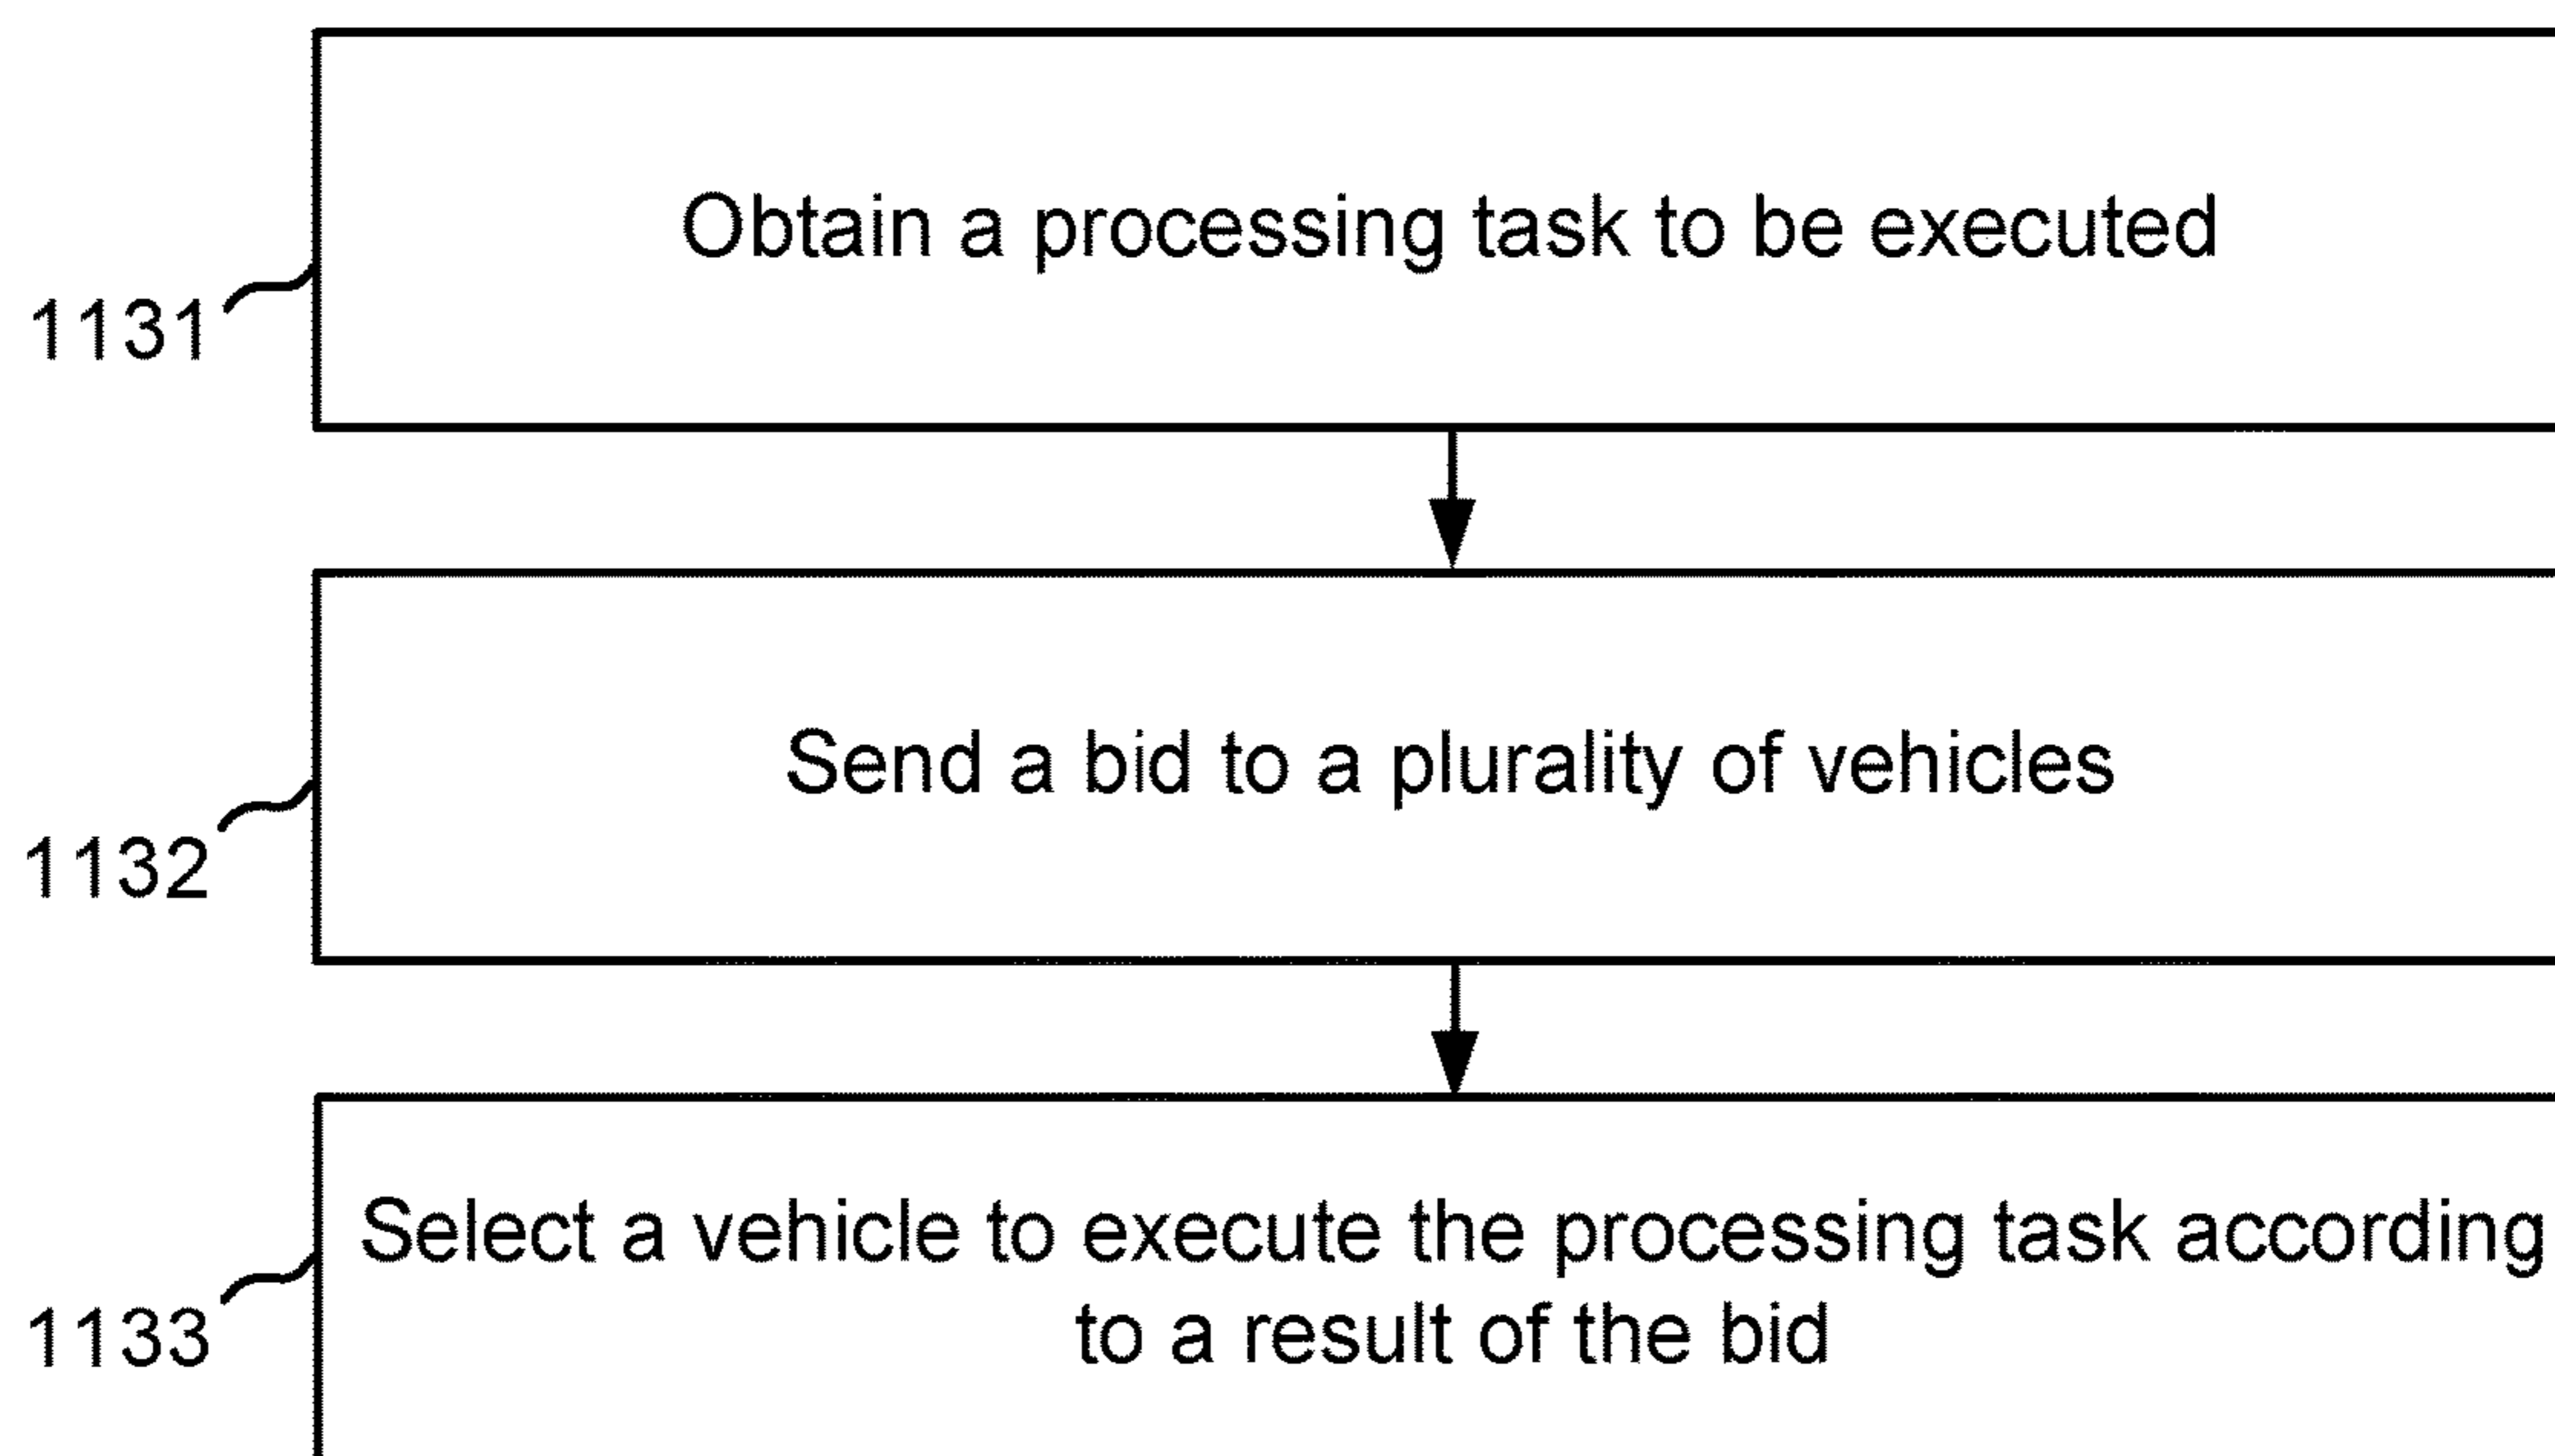 Obtain a processing task to be executed
1131
Send a bid to a plurality of vehicles
1132
Select a vehicle to execute the processing task according
to a result of the bid
1133